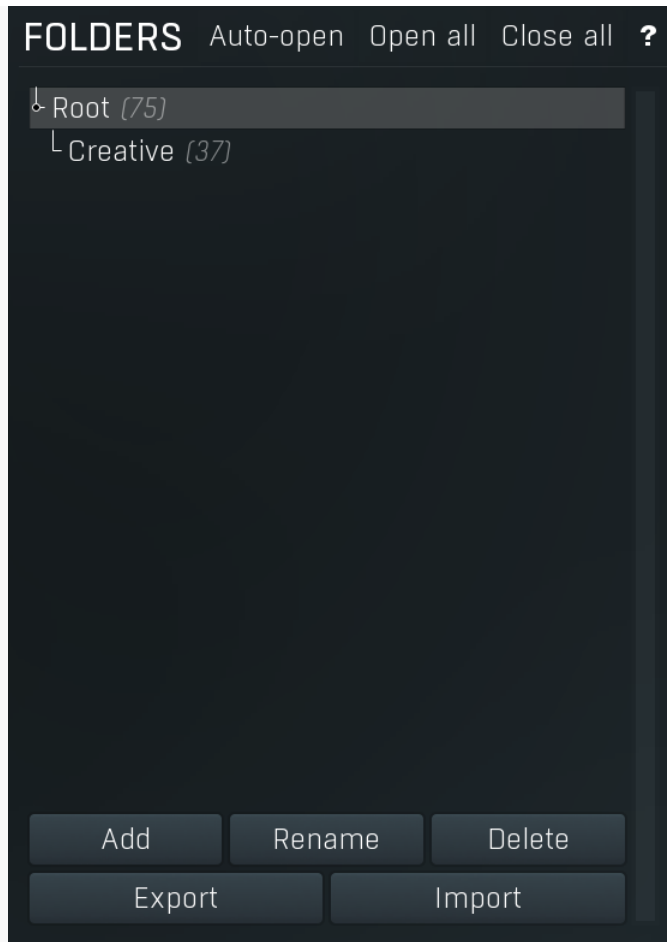 FOLDERS Auto-open Open all Close all ?
Root (75)
Creative (37)
Add Rename Delete
Export Import